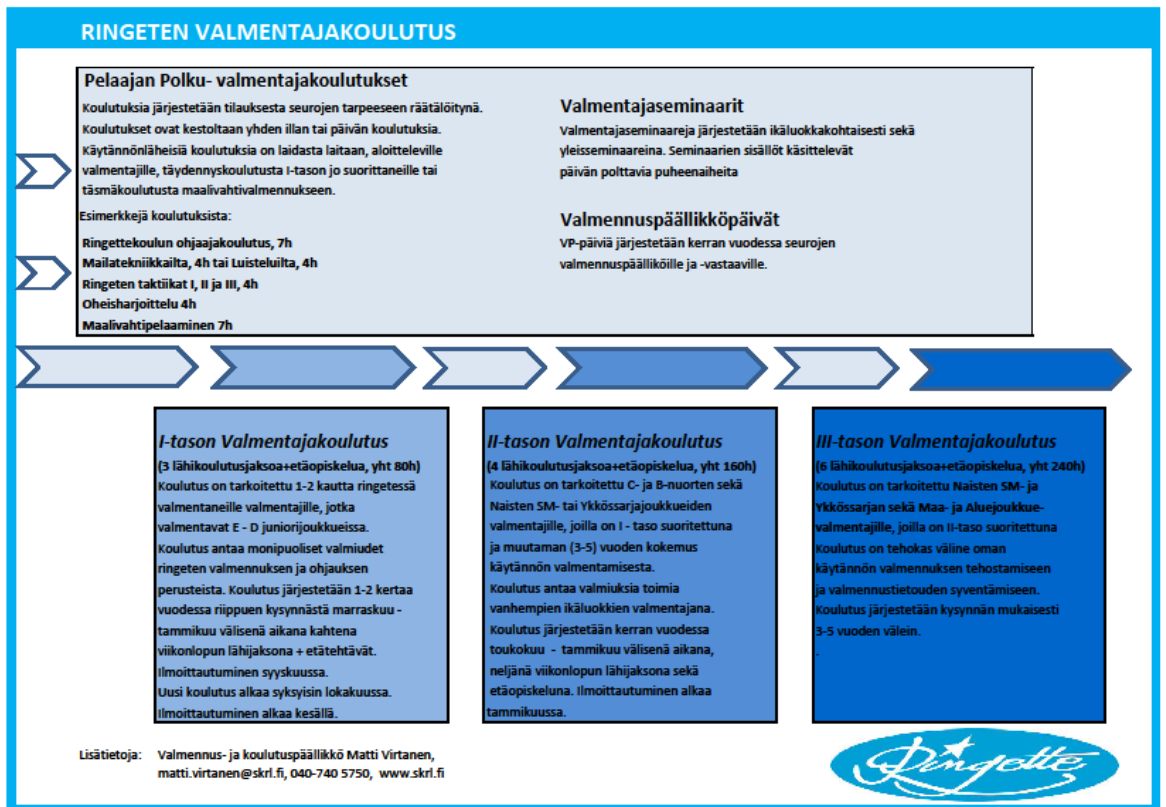 RINGETEN VALMENTAJAKOULUTUS
Pelaajan Polku- valmentajakoulutukset
Koulutuksia järjestetään tilauksesta seurojen tarpeeseen räätälöitynä.
Koulutukset ovat kestoltaan yhden illan tai päivän koulutuksia.
Käytännönläheisiä koulutuksia on laidasta laitaan, aloitteleville
valmentajille, täydennyskoulutusta I-tason jo suorittaneille tai
täsmäkoulutusta maalivahtivalmennukseen.
Esimerkkejä koulutuksista:
Ringettekoulun ohjaajakoulutus, 7h
Mailatekniikkailta, 4h tai Luisteluilta, 4h
Ringeten taktiikat I, II ja III, 4h
Oheisharjoittelu 4h
Maalivahtipelaaminen 7h
Valmentajaseminaarit
Valmentajaseminaareja järjestetään ikäluokkakohtaisesti sekä
yleisseminaareina. Seminaarien sisällöt käsittelevät
päivän polttavia puheenaiheita
Valmennuspäällikköpäivät
VP-päiviä järjestetään kerran vuodessa seurojen
valmennuspäälliköille ja -vastaaville.
I-tason Valmentajakoulutus
(3 lähikoulutusjaksoa+etäopiskelua, yht 80h)
Koulutus on tarkoitettu 1-2 kautta ringetessä
valmentaneille valmentajille, jotka
valmentavat E - D juniorijoukkueissa.
Koulutus antaa monipuoliset valmiudet
ringeten valmennuksen ja ohjauksen
perusteista. Koulutus järjestetään 1-2 kertaa
vuodessa riippuen kysynnästä marraskuu -
tammikuu välisenä aikana kahtena
viikonlopun lähijaksona + etätehtävät.
Ilmoittautuminen syyskuussa.
Uusi koulutus alkaa syksyisin lokakuussa.
Ilmoittautuminen alkaa kesällä.
II-tason Valmentajakoulutus
(4 lähikoulutusjaksoa+etäopiskelua, yht 160h)
Koulutus on tarkoitettu C- ja B-nuorten sekä
Naisten SM- tai Ykkössarjajoukkueiden
valmentajille, joilla on I - taso suoritettuna
ja muutaman (3-5) vuoden kokemus
käytännön valmentamisesta.
Koulutus antaa valmiuksia toimia
vanhempien ikäluokkien valmentajana.
Koulutus järjestetään kerran vuodessa
toukokuu - tammikuu välisenä aikana,
neljänä viikonlopun lähijaksona sekä
etäopiskeluna. Ilmoittautuminen alkaa
tammikuussa.
III-tason Valmentajakoulutus
(6 lähikoulutusjaksoa+etäopiskelua, yht 240h)
Koulutus on tarkoitettu Naisten SM- ja
Ykkössarjan sekä Maa- ja Aluejoukkue-
valmentajille, joilla on II-taso suoritettuna
Koulutus on tehokas väline oman
käytännön valmennuksen tehostamiseen
ja valmennustietouden syventämiseen.
Koulutus järjestetään kysynnän mukaisesti
3-5 vuoden välein.
.
Lisätietoja: Valmennus- ja koulutuspäällikkö Matti Virtanen,
matti.virtanen@skrl.fi, 040-740 5750, www.skrl.fi
Ringette